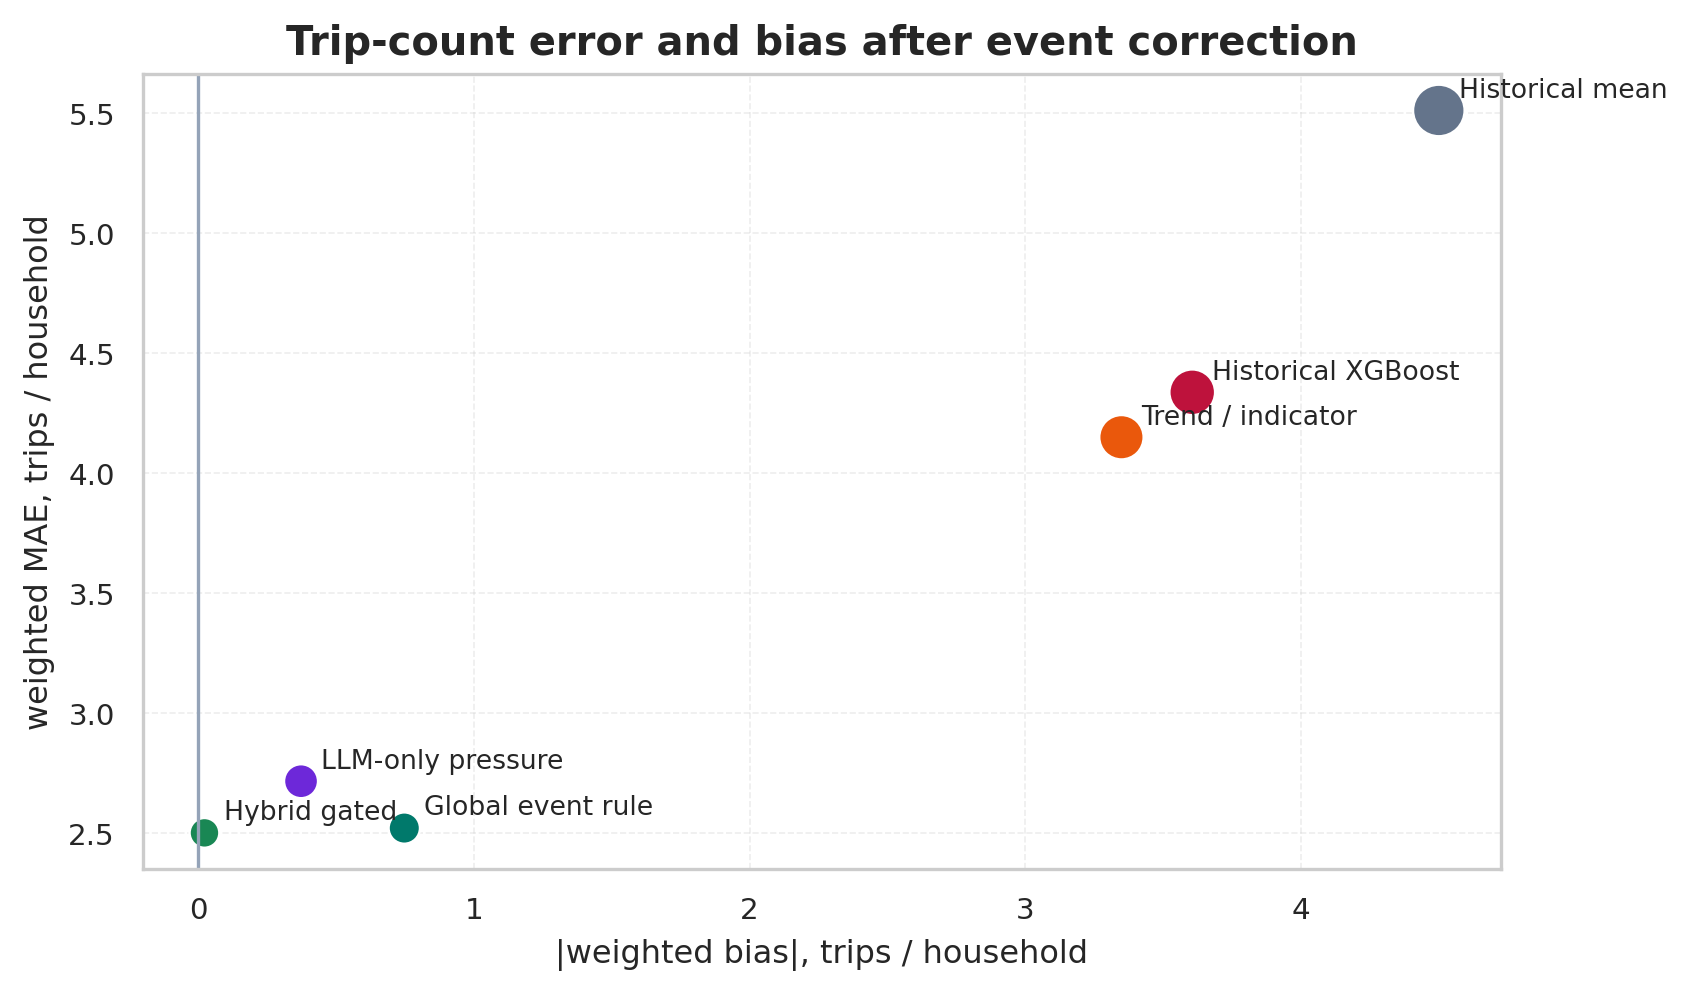 Trip-count error and bias after event correction
Historical mean
5.5
5.0
4.5
Historical XGBoost
Trend / indicator
4.0
3.5
3.0
LLM-only pressure
Hybrid gated
Global event rule
2.5
weighted MAE, trips / household
0
1
2
3
4
|weighted bias|, trips / household